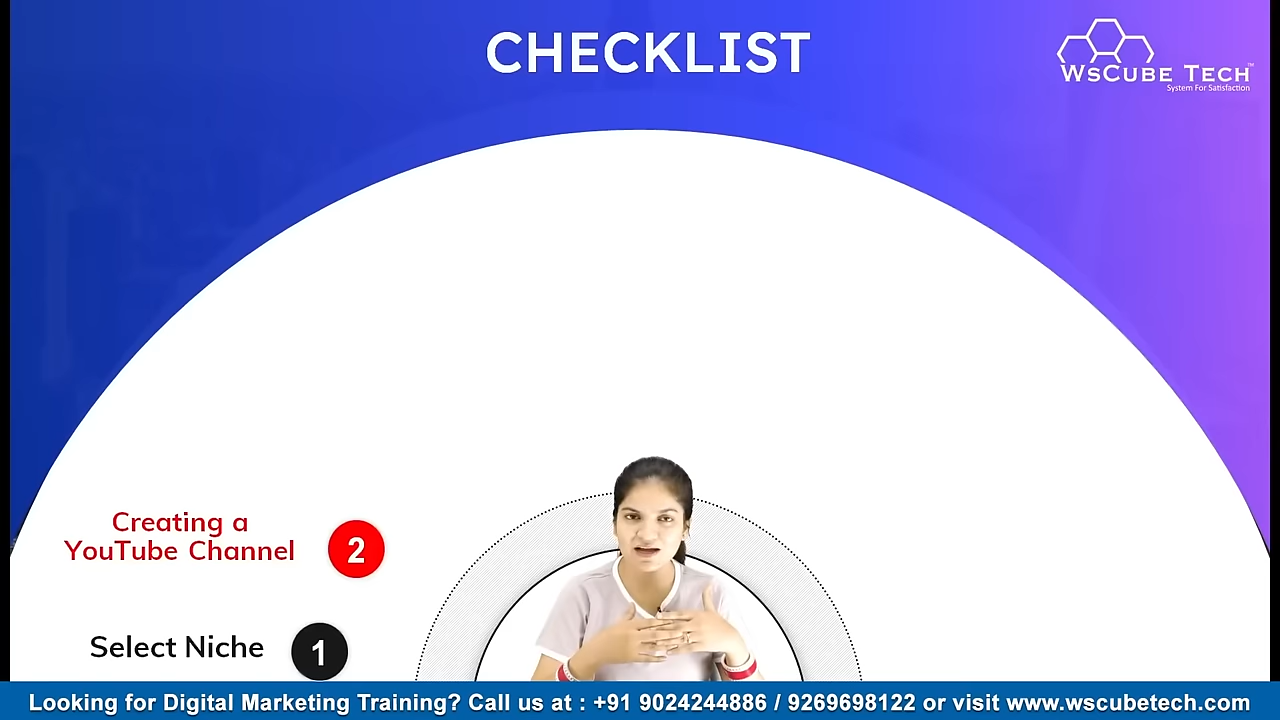 CHECKLIST
WSCUBE TECH™
System For Satisfaction
Creating a
YouTube Channel
2
Select Niche
1
Looking for Digital Marketing Training? Call us at : +91 9024244886 / 9269698122 or visit www.wscubetech.com